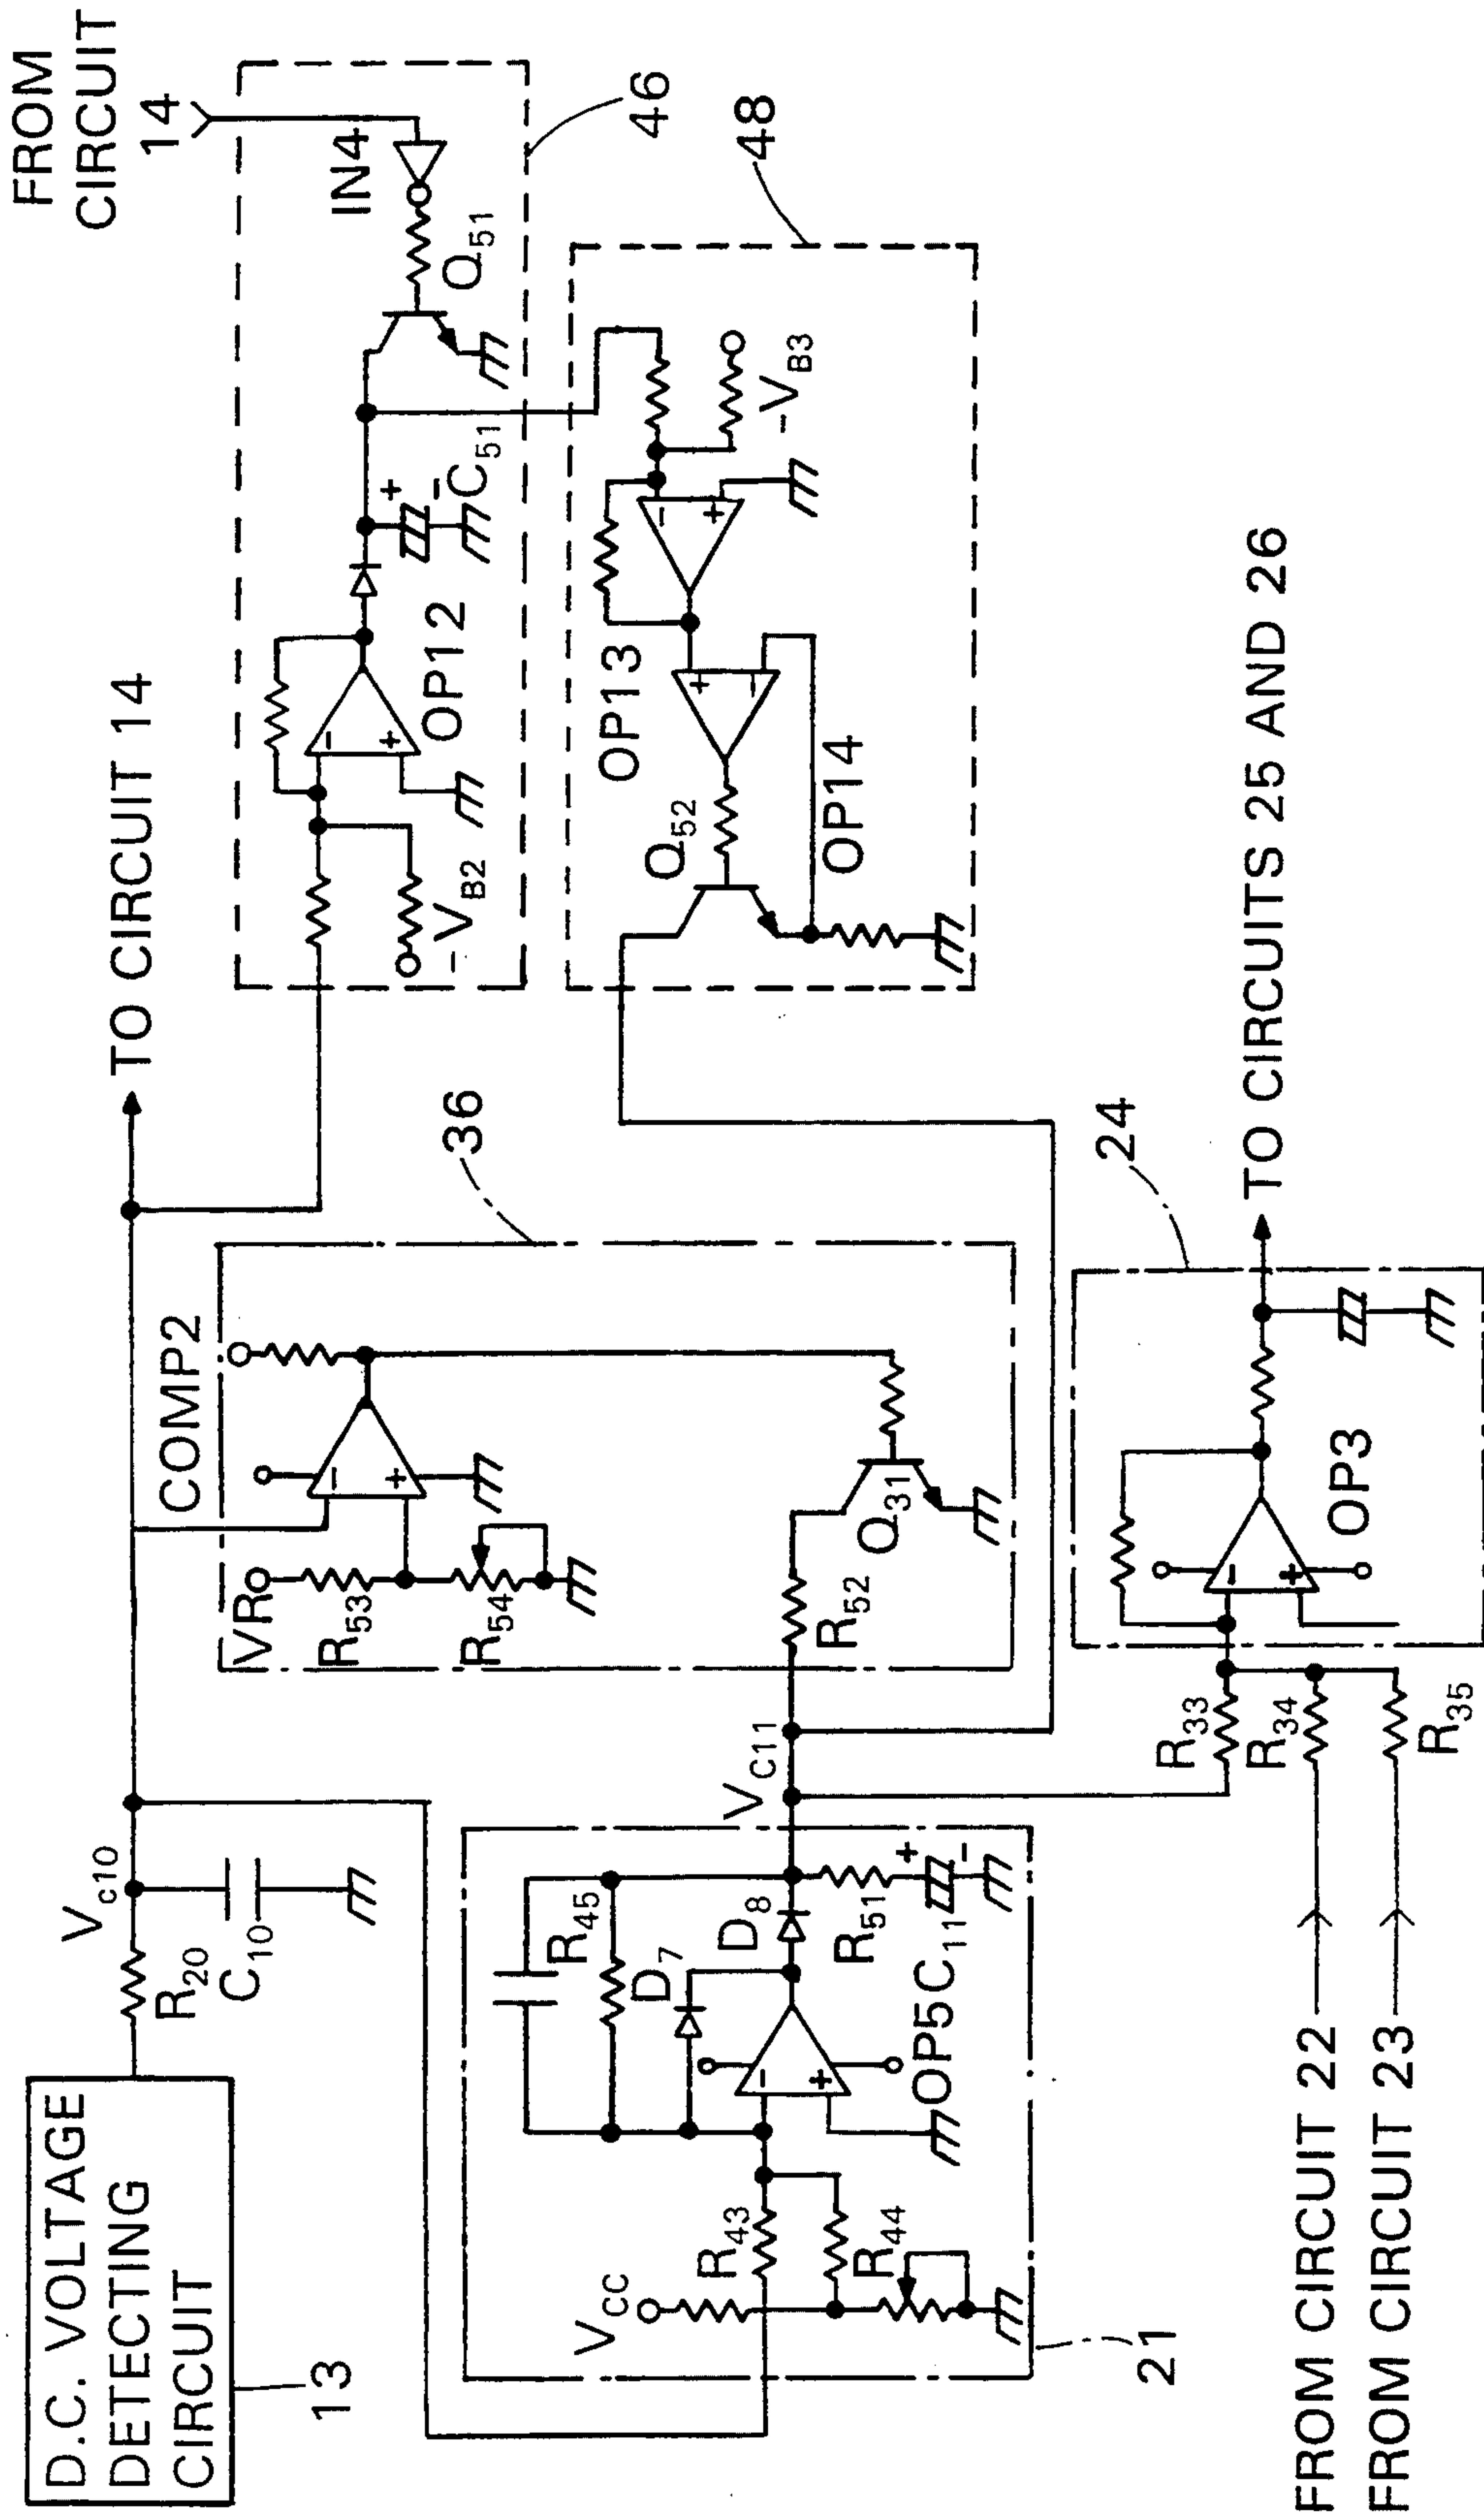 D.C. VOLTAGE
DETECTING
CIRCUIT
13
R20
C10
Vc10
TO CIRCUIT 14
FROM
CIRCUIT
14
IN4
Q51
46
+
-
C51
-
+
OP12
-VB2
48
-VB3
-
+
OP13
+
-
OP14
Q52
36
COMP2
-
+
VR
R53
R54
Q31
R52
VC11
R45
D7
D8
R51
+
-
C11
OP5
-
+
R43
R44
VCC
21
24
-
+
OP3
R33
R34
R35
TO CIRCUITS 25 AND 26
FROM CIRCUIT 22
FROM CIRCUIT 23